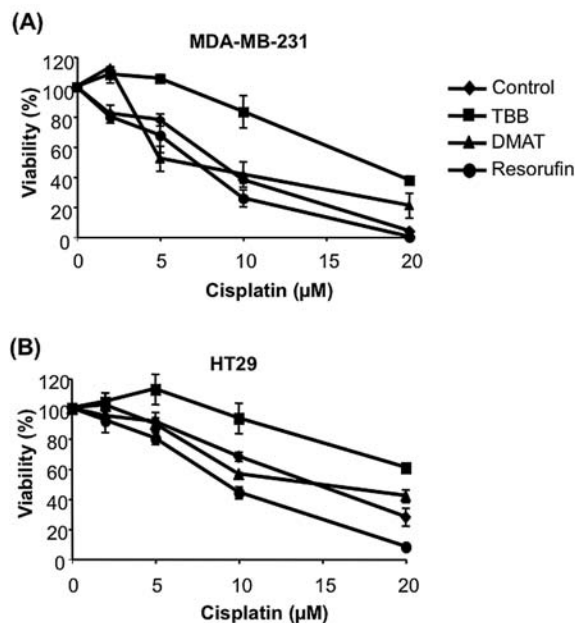 (A)
MDA-MB-231
120
100
80
60
40
20
0
Viability (%)
0 5 10 15 20
Cisplatin (µM)
Control
TBB
DMAT
Resorufin
(B)
HT29
120
100
80
60
40
20
0
Viability (%)
0 5 10 15 20
Cisplatin (µM)